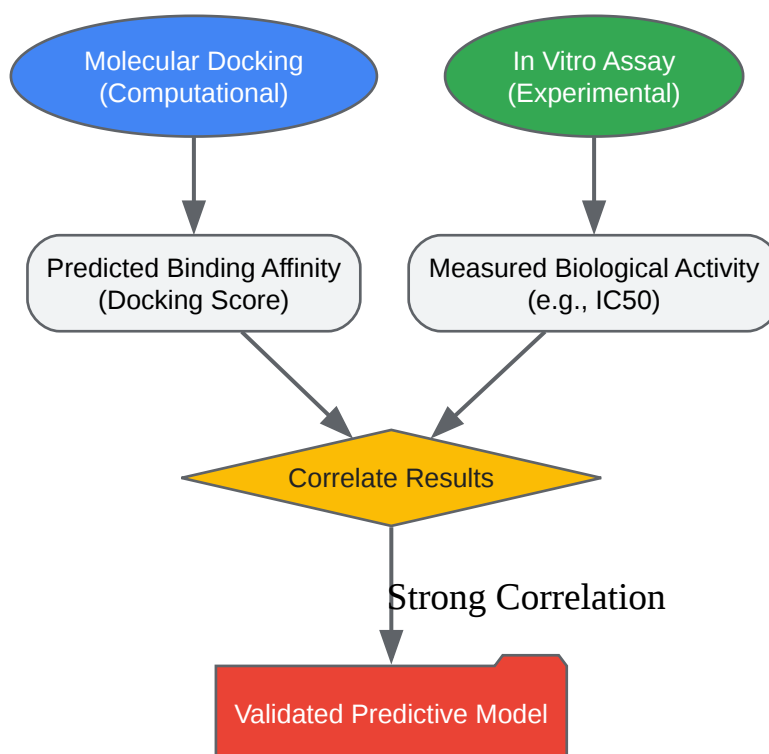 Molecular Docking
(Computational)
In Vitro Assay
(Experimental)
Predicted Binding Affinity
(Docking Score)
Measured Biological Activity
(e.g., IC50)
Correlate Results
Strong Correlation
Validated Predictive Model